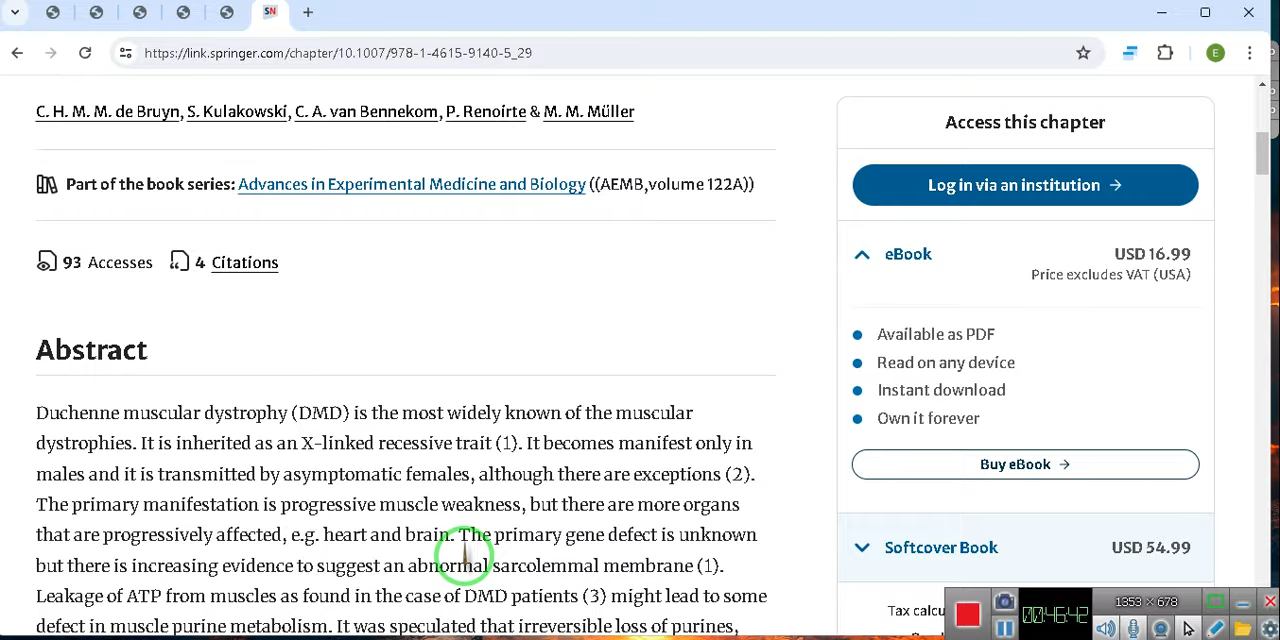 SN
https://link.springer.com/chapter/10.1007/978-1-4615-9140-5_29
E
C. H. M. M. de Bruyn, S. Kulakowski, C. A. van Bennekom, P. Renoirte & M. M. Müller
Part of the book series: Advances in Experimental Medicine and Biology ((AEMB,volume 122A))
93 Accesses 4 Citations
Abstract
Duchenne muscular dystrophy (DMD) is the most widely known of the muscular
dystrophies. It is inherited as an X-linked recessive trait (1). It becomes manifest only in
males and it is transmitted by asymptomatic females, although there are exceptions (2).
The primary manifestation is progressive muscle weakness, but there are more organs
that are progressively affected, e.g. heart and brain. The primary gene defect is unknown
but there is increasing evidence to suggest an abnormal sarcolemmal membrane (1).
Leakage of ATP from muscles as found in the case of DMD patients (3) might lead to some
defect in muscle purine metabolism. speculated that irreversible loss of purines,
Access this chapter
Log in via an institution →
eBook USD 16.99
Price excludes VAT (USA)
Available as PDF
Read on any device
Instant download
Own it forever
Buy eBook →
Softcover Book USD 54.99
Tax calcu
1353 × 678
00:46:42